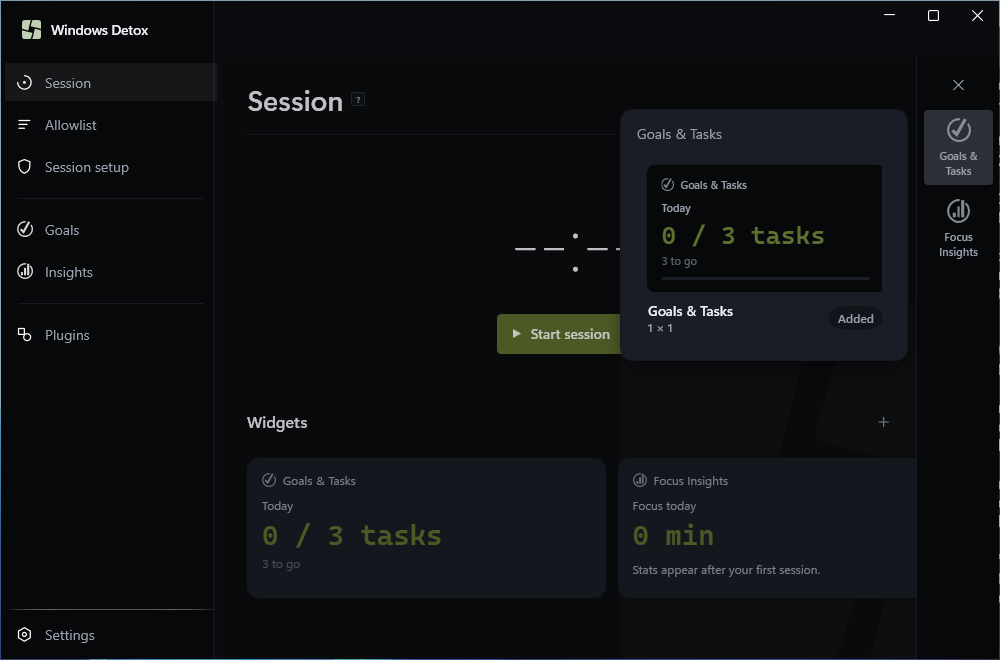 Windows Detox
Session
Allowlist
Session setup
Goals
Insights
Plugins
Settings
Session ?
Start session
Widgets
Goals & Tasks
Today
0 / 3 tasks
3 to go
Focus Insights
Focus today
0 min
Stats appear after your first session.
Goals & Tasks
Goals & Tasks
Today
0 / 3 tasks
3 to go
Goals & Tasks
1 × 1
Added
Goals &
Tasks
Focus
Insights